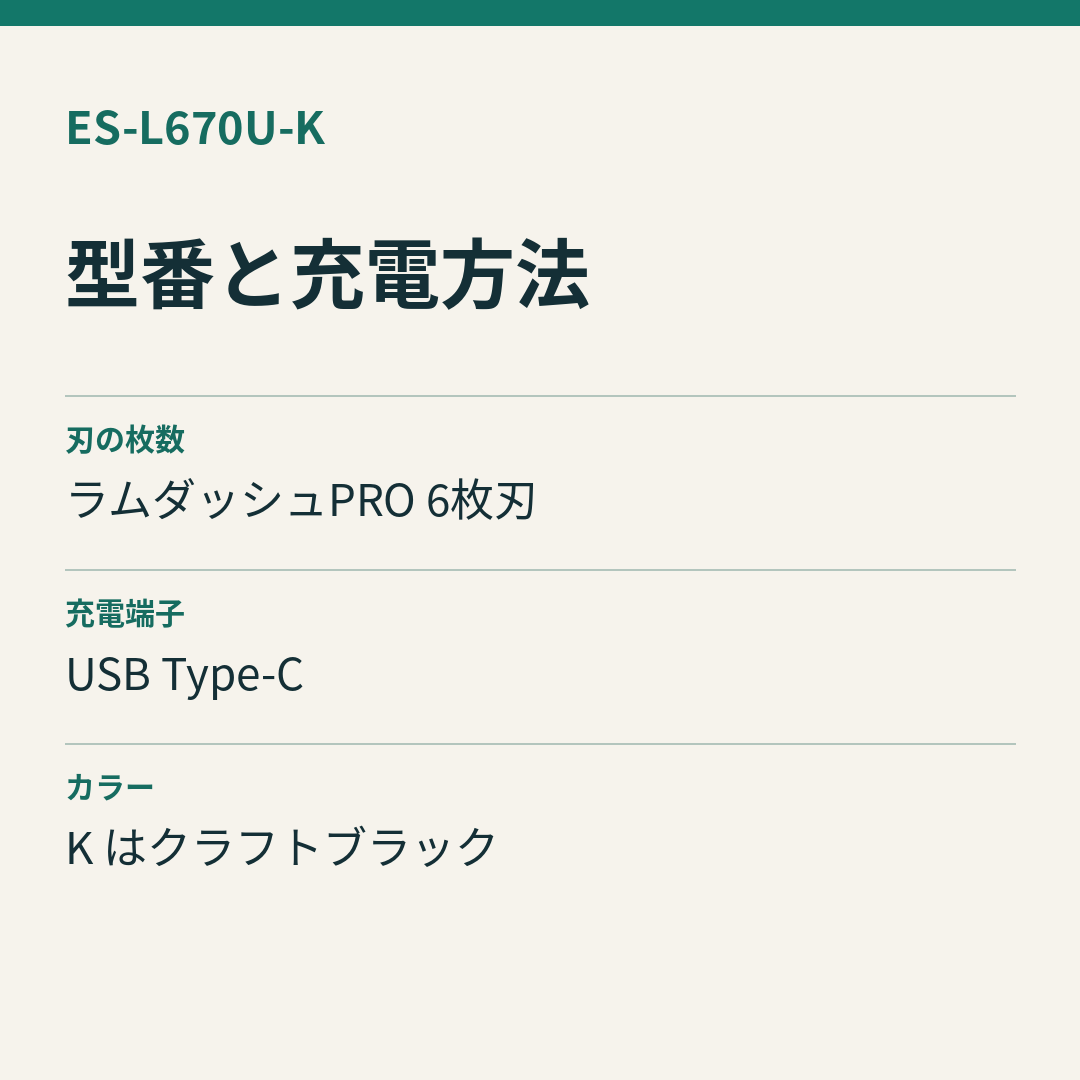 ES-L670U-K
型番と充電方法
刃の枚数
ラムダッシュPRO 6枚刃
充電端子
USB Type-C
カラー
K はクラフトブラック